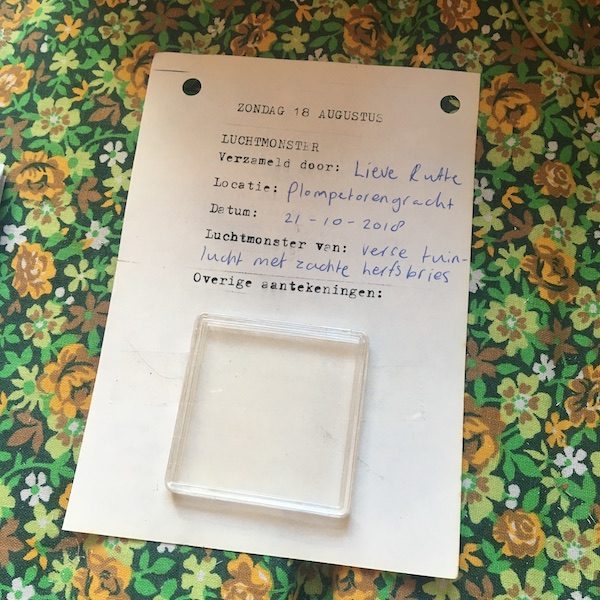 ZONDAG 18 AUGUSTUS
LUCHTMONSTER
Verzameld door: Lieve Rutte
Locatie: Plompetorengracht
Datum: 21-10-2018
Luchtmonster van: verse tuin-
lucht met zachte herfsbries
Overige aantekeningen: